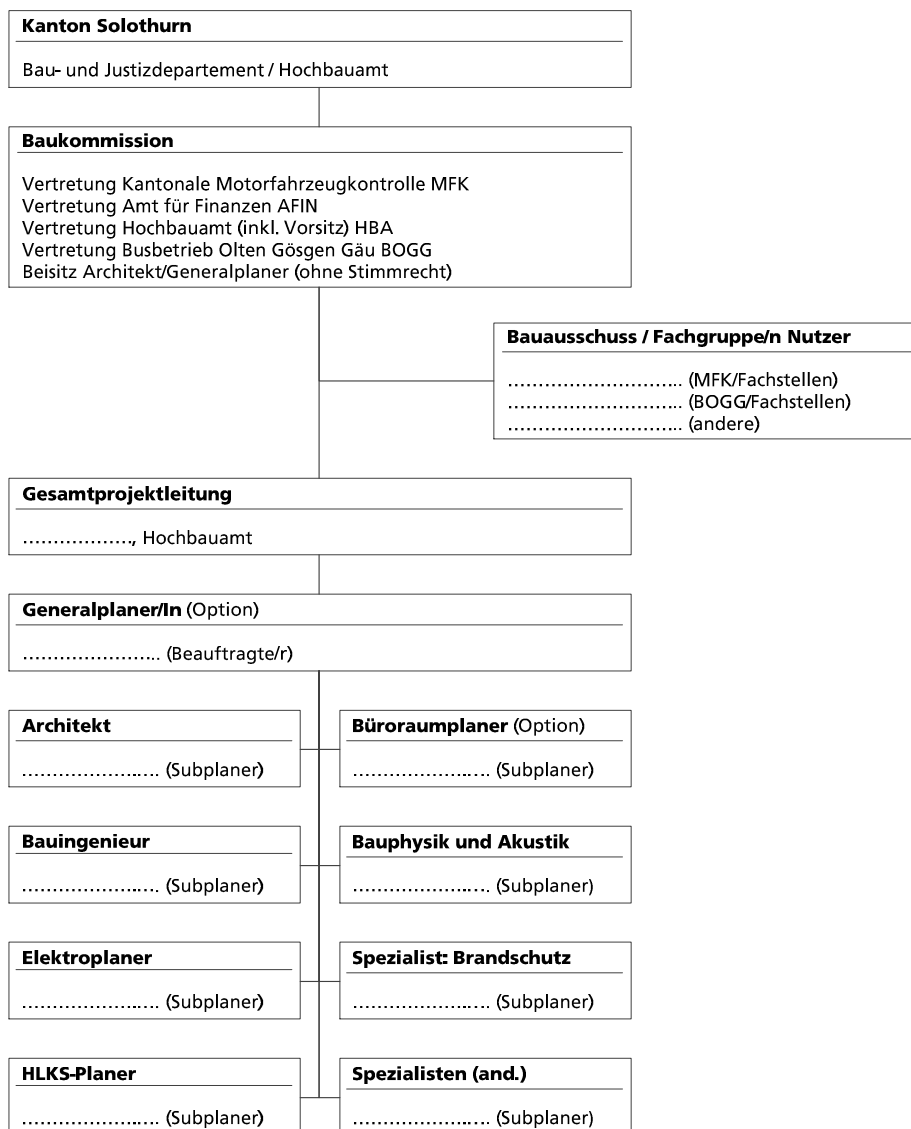 Kanton Solothurn
Bau- und Justizdepartement / Hochbauamt
Baukommission
Vertretung Kantonale Motorfahrzeugkontrolle MFK
Vertretung Amt für Finanzen AFIN
Vertretung Hochbauamt (inkl. Vorsitz) HBA
Vertretung Busbetrieb Olten Gösgen Gäu BOGG
Beisitz Architekt/Generalplaner (ohne Stimmrecht)
Bauausschuss / Fachgruppe/n Nutzer
............................ (MFK/Fachstellen)
............................ (BOGG/Fachstellen)
............................ (andere)
Gesamtprojektleitung
.................., Hochbauamt
Generalplaner/In (Option)
...................... (Beauftragte/r)
Architekt
...................... (Subplaner)
Büroraumplaner (Option)
...................... (Subplaner)
Bauingenieur
...................... (Subplaner)
Bauphysik und Akustik
...................... (Subplaner)
Elektroplaner
...................... (Subplaner)
Spezialist: Brandschutz
...................... (Subplaner)
HLKS-Planer
...................... (Subplaner)
Spezialisten (and.)
...................... (Subplaner)